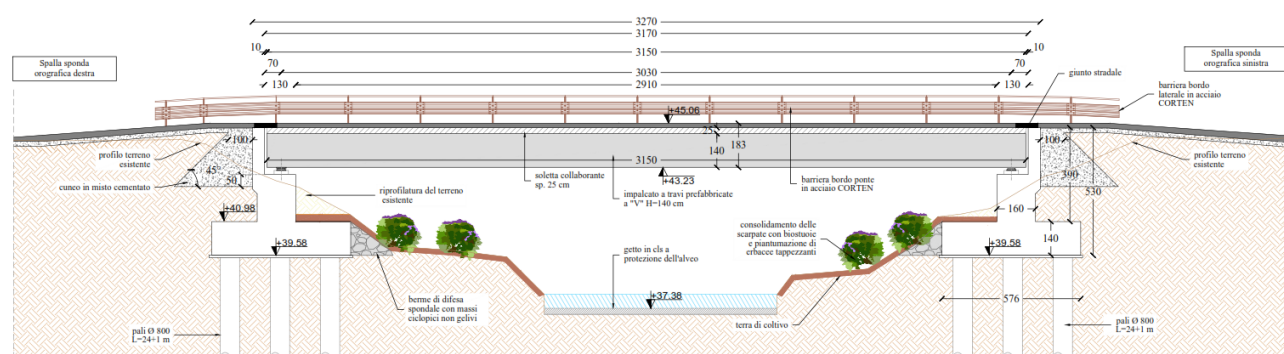 3270
3170
10
3150
10
70
3030
70
130
2910
130
Spalla sponda
orografica destra
Spalla sponda
orografica sinistra
giunto stradale
barriera bordo
laterale in acciaio
CORTEN
+45.06
100
25
140
183
100
profilo terreno
esistente
profilo terreno
esistente
45°
50
cuneo in misto cementato
3150
390
530
soletta collaborante
sp. 25 cm
barriera bordo ponte
in acciaio CORTEN
riprofilatura del terreno
esistente
impalcato a travi prefabbricate
a "V" H=140 cm
+43.23
+40.98
160
+39.58
consolidamento delle
scarpate con biostuoie
e piantumazione di
erbacce tappezzanti
+39.58
140
getto in cls a
protezione dell'alveo
+37.38
576
berme di difesa
spondale con massi
ciclopici non gelivi
terra di coltivo
pali Ø 800
L=24+1 m
pali Ø 800
L=24+1 m